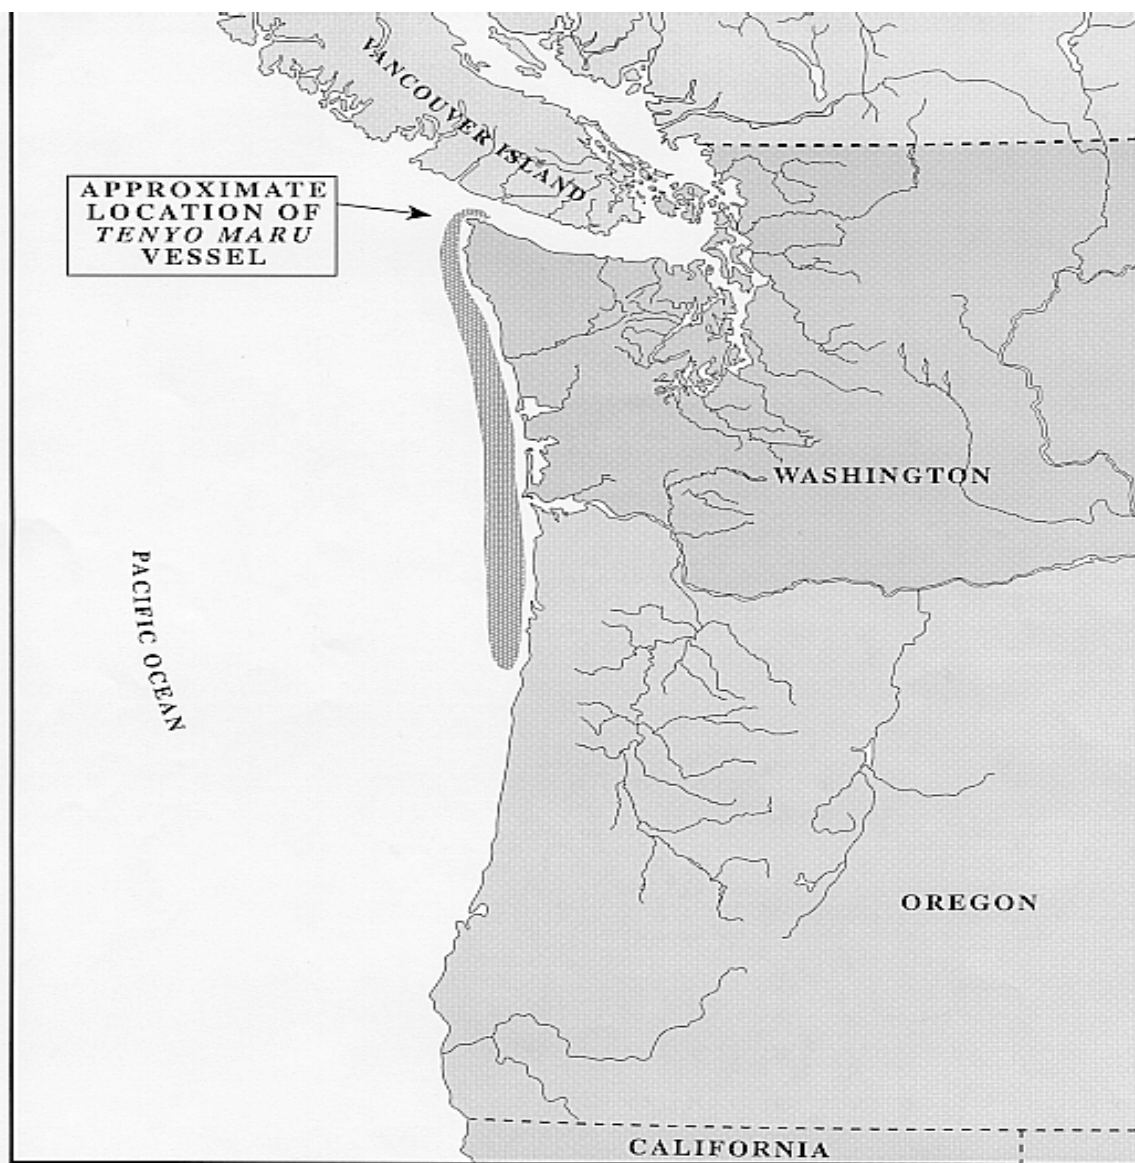 VANCOUVER ISLAND
APPROXIMATE
LOCATION OF
TENYO MARU
VESSEL
WASHINGTON
PACIFIC OCEAN
OREGON
CALIFORNIA